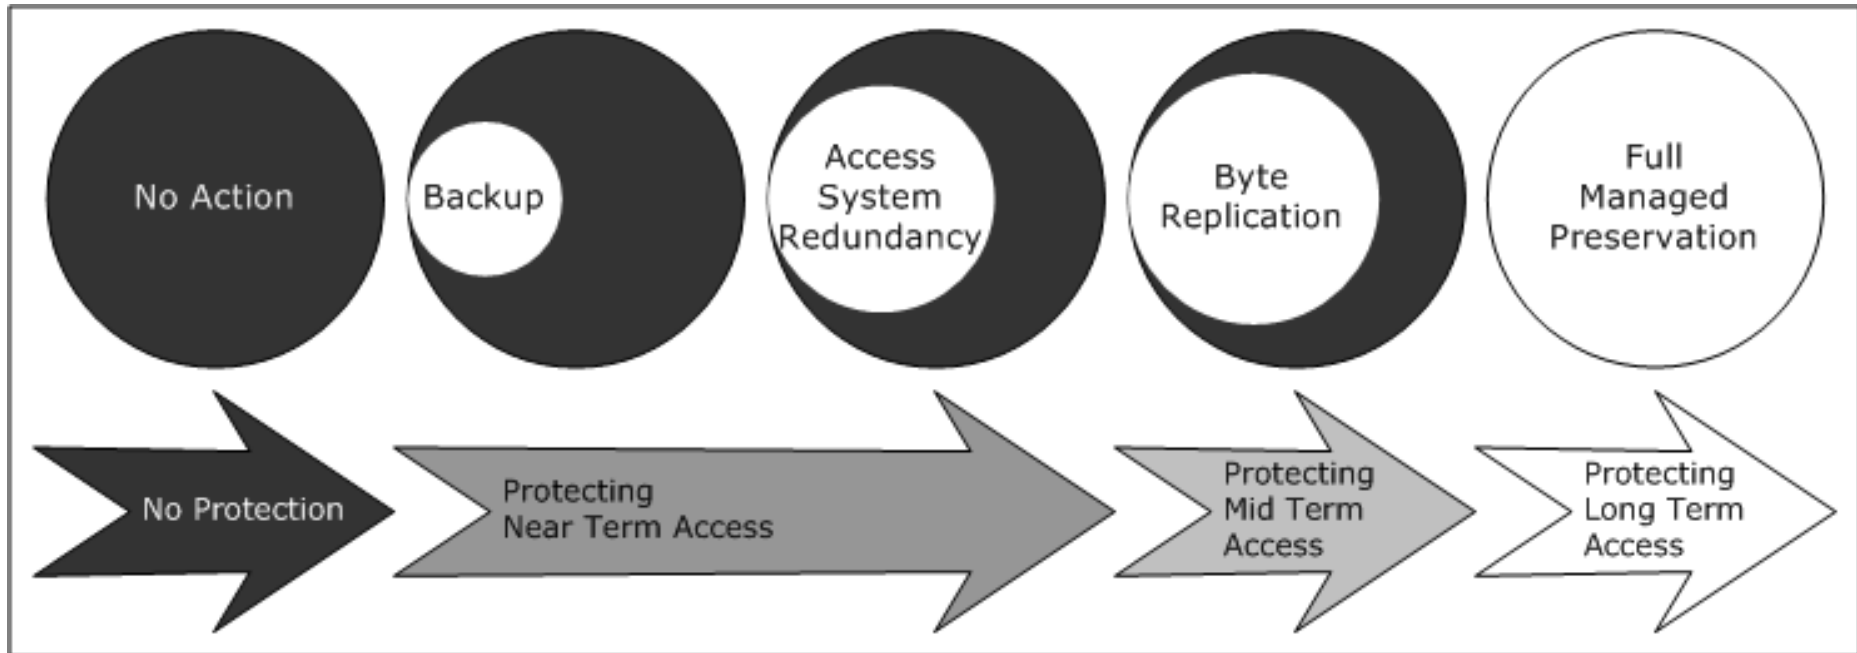 No Action
Backup
Access
System
Redundancy
Byte
Replication
Full
Managed
Preservation
No Protection
Protecting
Near Term Access
Protecting
Mid Term
Access
Protecting
Long Term
Access